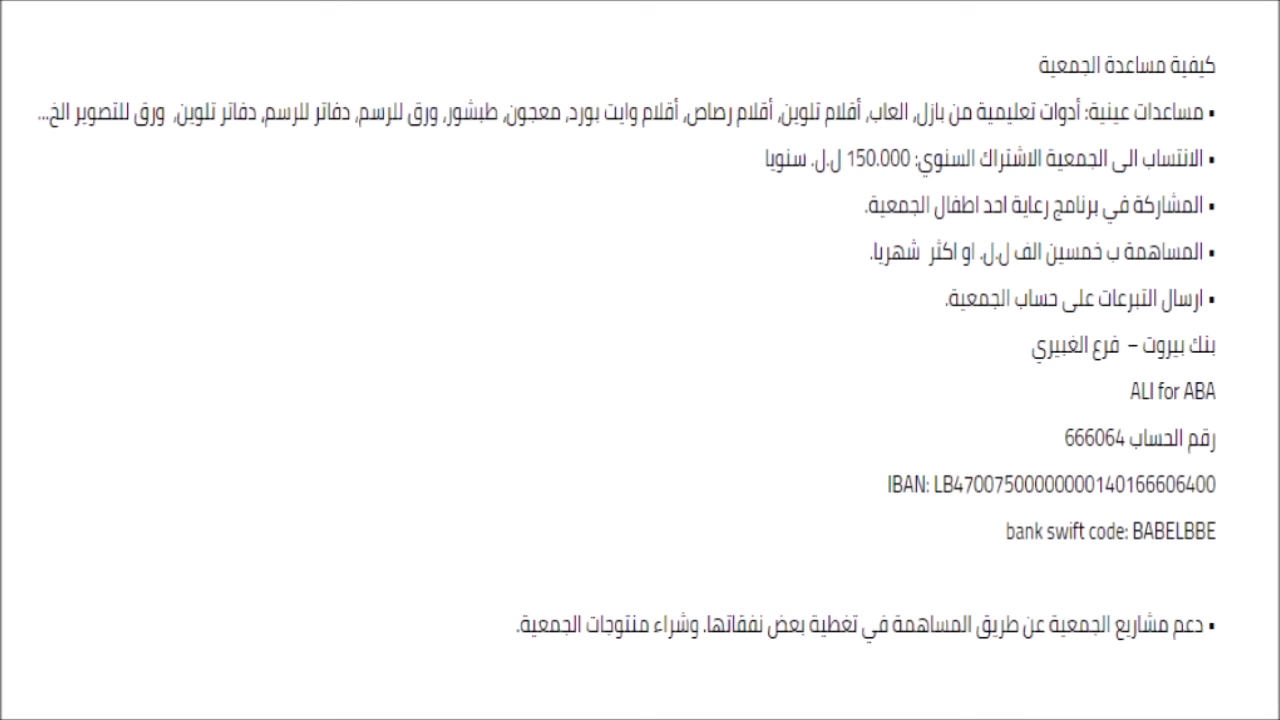 كيفية مساعدة الجمعية
▪ مساعدات عينية: أدوات تعليمية من بازل, العاب, أقلام تلوين, أقلام رصاص, أقلام وايت بورد, معجون, طبشور, ورق للرسم, دفاتر للرسم, دفاتر تلوين, ورق للتصوير الخ...
▪ الانتساب الى الجمعية الاشتراك السنوي: 150.000 ل.ل. سنويا
▪ المشاركة في برنامج رعاية احد اطفال الجمعية.
▪ المساهمة ب خمسين الف ل.ل. او اكثر شهريا.
▪ ارسال التبرعات على حساب الجمعية.
بنك بيروت – فرع الغبيري
ALI for ABA
رقم الحساب 666064
IBAN: LB47007500000000140166606400
bank swift code: BABELBBE
▪ دعم مشاريع الجمعية عن طريق المساهمة في تغطية بعض نفقاتها. وشراء منتوجات الجمعية.